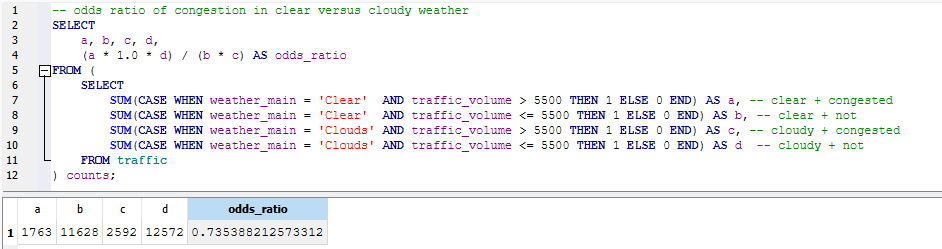 1 -- odds ratio of congestion in clear versus cloudy weather
2 SELECT
3 a, b, c, d,
4 (a * 1.0 * d) / (b * c) AS odds_ratio
5 FROM (
6 SELECT
7 SUM(CASE WHEN weather_main = 'Clear'  AND traffic_volume > 5500 THEN 1 ELSE 0 END) AS a, -- clear + congested
8 SUM(CASE WHEN weather_main = 'Clear'  AND traffic_volume <= 5500 THEN 1 ELSE 0 END) AS b, -- clear + not
9 SUM(CASE WHEN weather_main = 'Clouds' AND traffic_volume > 5500 THEN 1 ELSE 0 END) AS c, -- cloudy + congested
10 SUM(CASE WHEN weather_main = 'Clouds' AND traffic_volume <= 5500 THEN 1 ELSE 0 END) AS d  -- cloudy + not
11 FROM traffic
12 ) counts;
a b c d odds_ratio
1 1763 11628 2592 12572 0.735388212573312